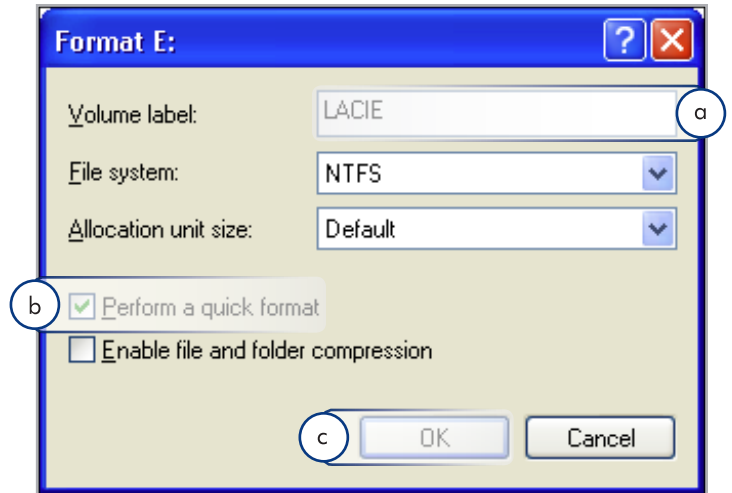 Format E:
Volume label: LACIE a
File system: NTFS
Allocation unit size: Default
b Perform a quick format
Enable file and folder compression
c OK Cancel